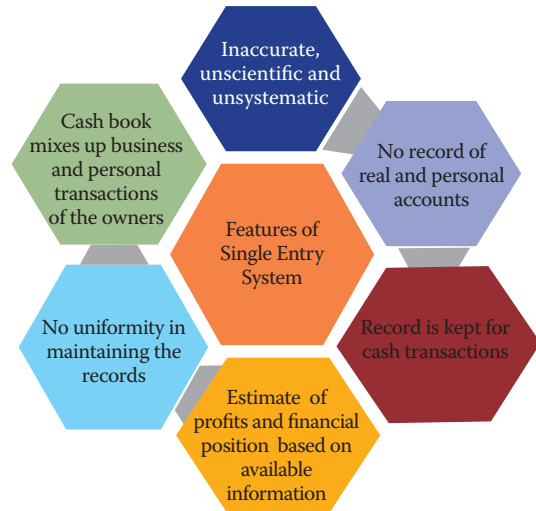 Inaccurate,
unscientific and
unsystematic
Cash book
mixes up business
and personal
transactions
of the owners
No record of
real and personal
accounts
Features of
Single Entry
System
No uniformity in
maintaining the
records
Record is kept for
cash transactions
Estimate of
profits and financial
position based on
available
information